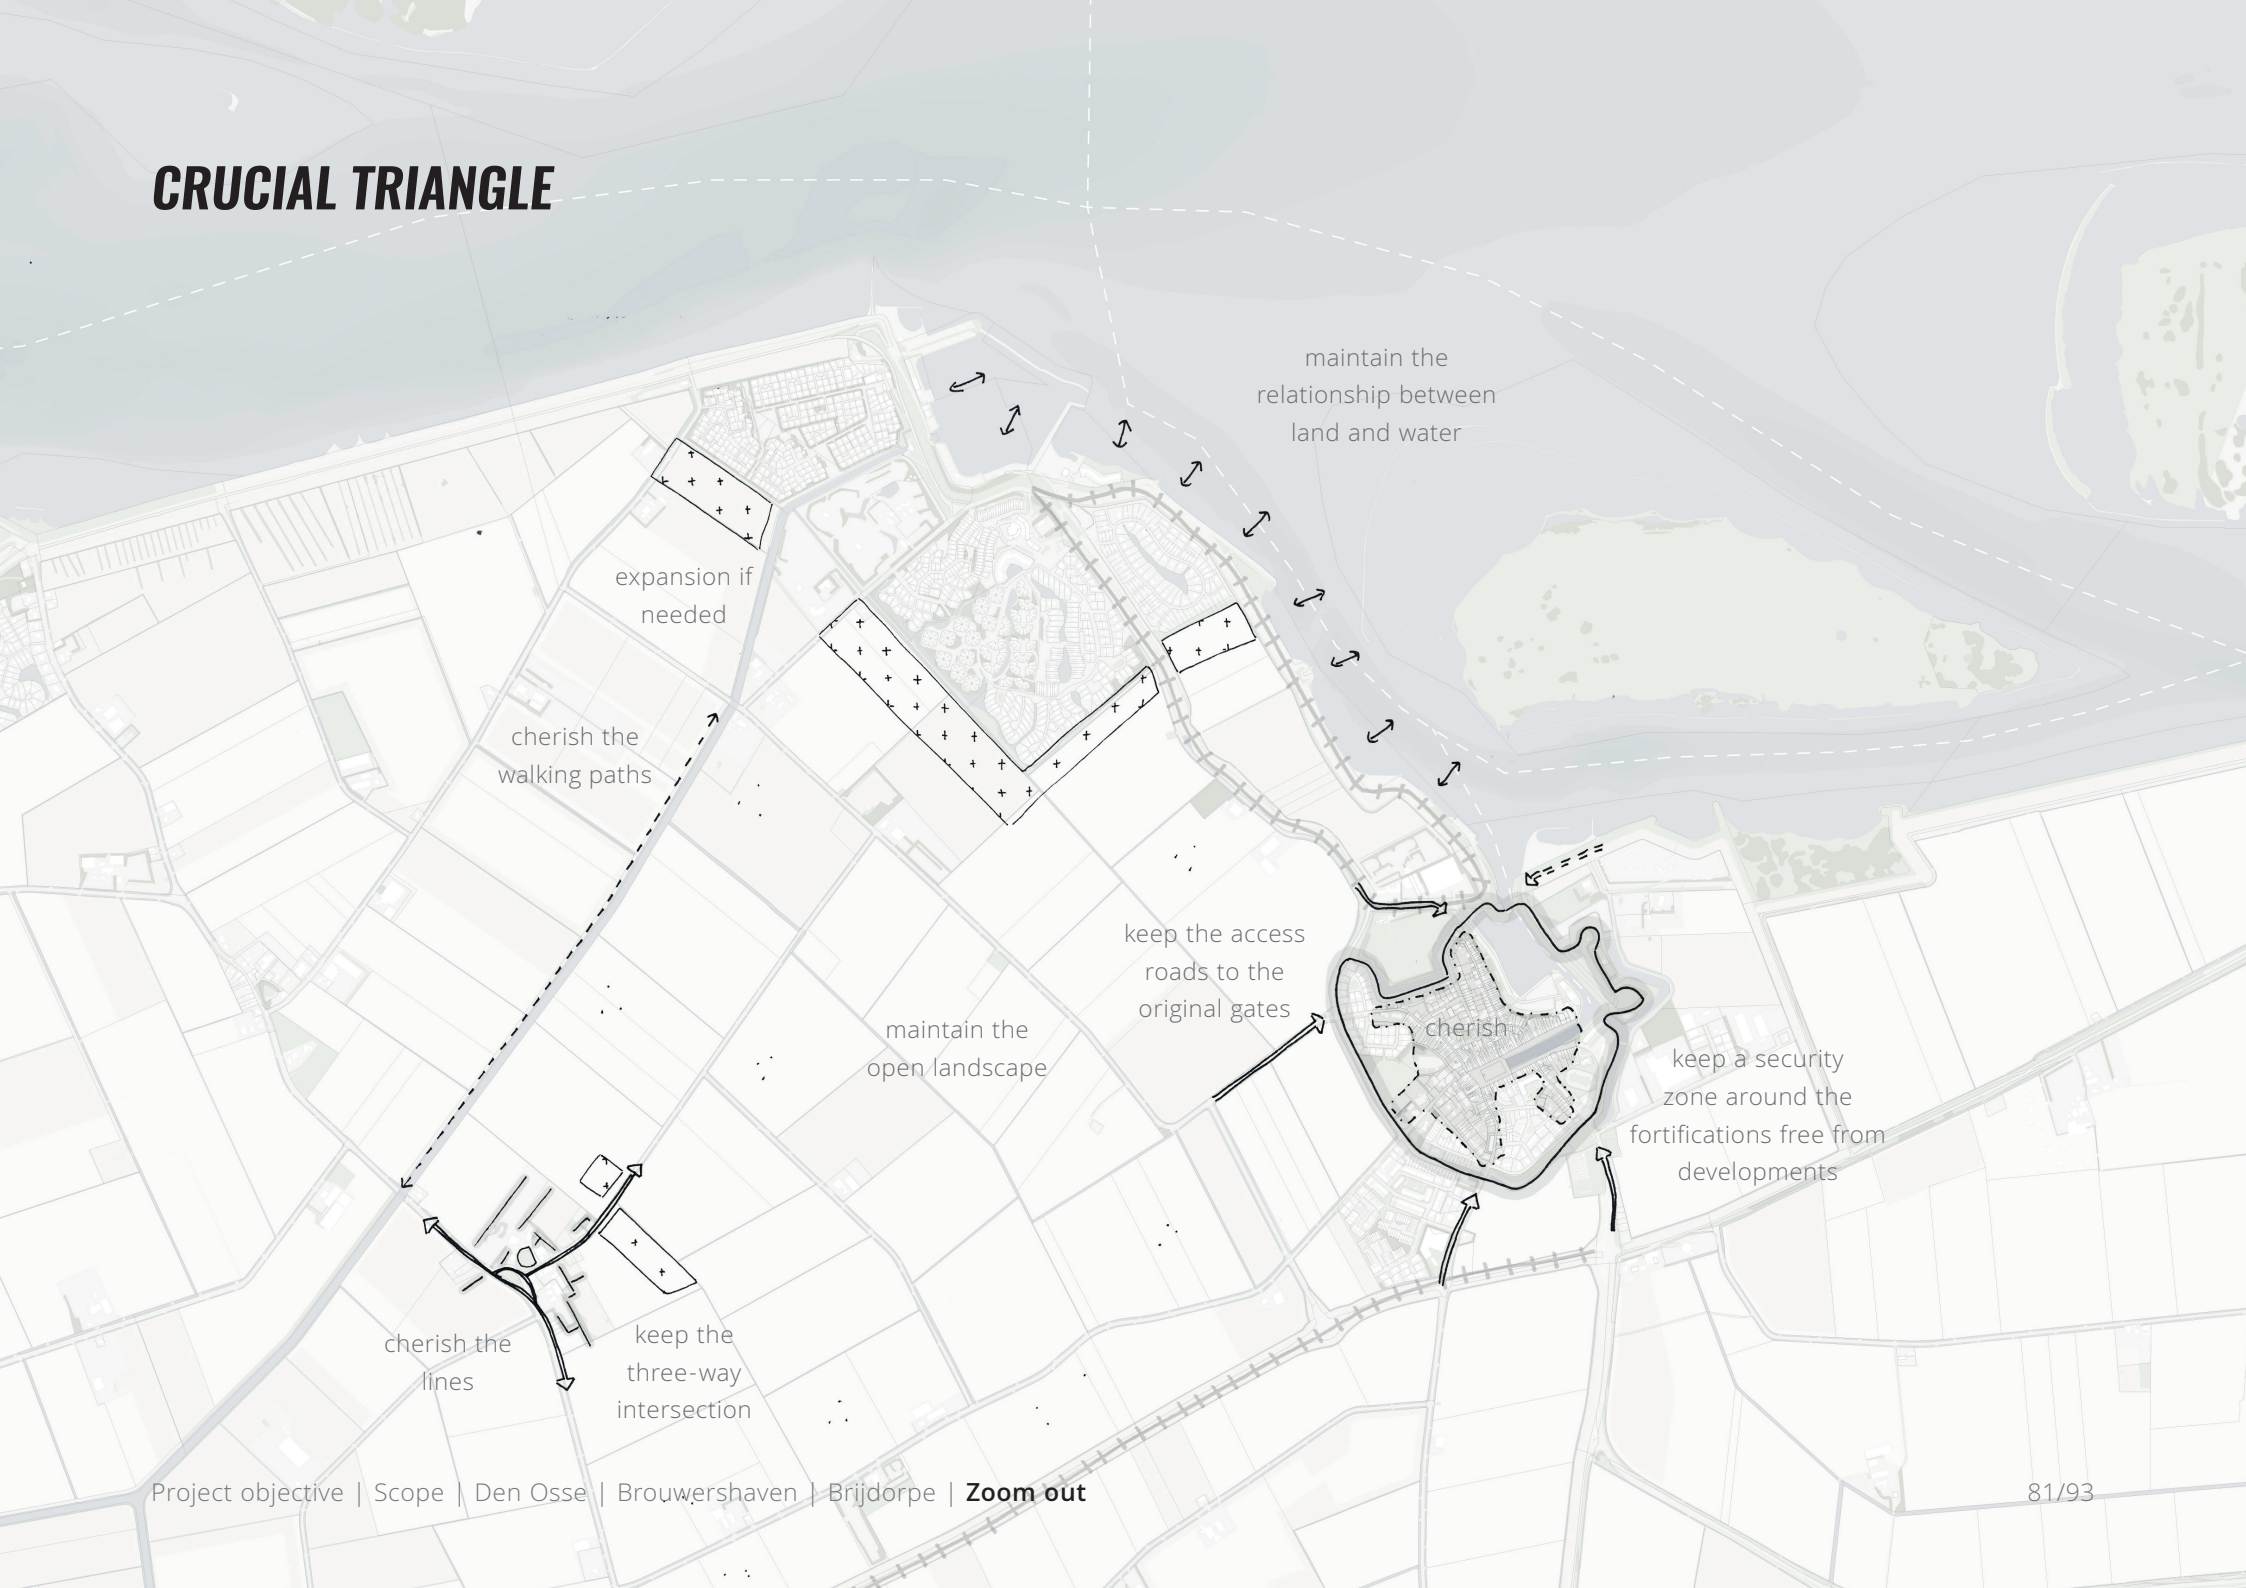 CRUCIAL TRIANGLE
maintain the
relationship between
land and water
expansion if
needed
cherish the
walking paths
keep the access
roads to the
original gates
maintain the
open landscape
cherish
keep a security
zone around the
fortifications free from
developments
cherish the
lines
keep the
three-way
intersection
Project objective | Scope | Den Osse | Brouwershaven | Brijdorpe | Zoom out
81/93